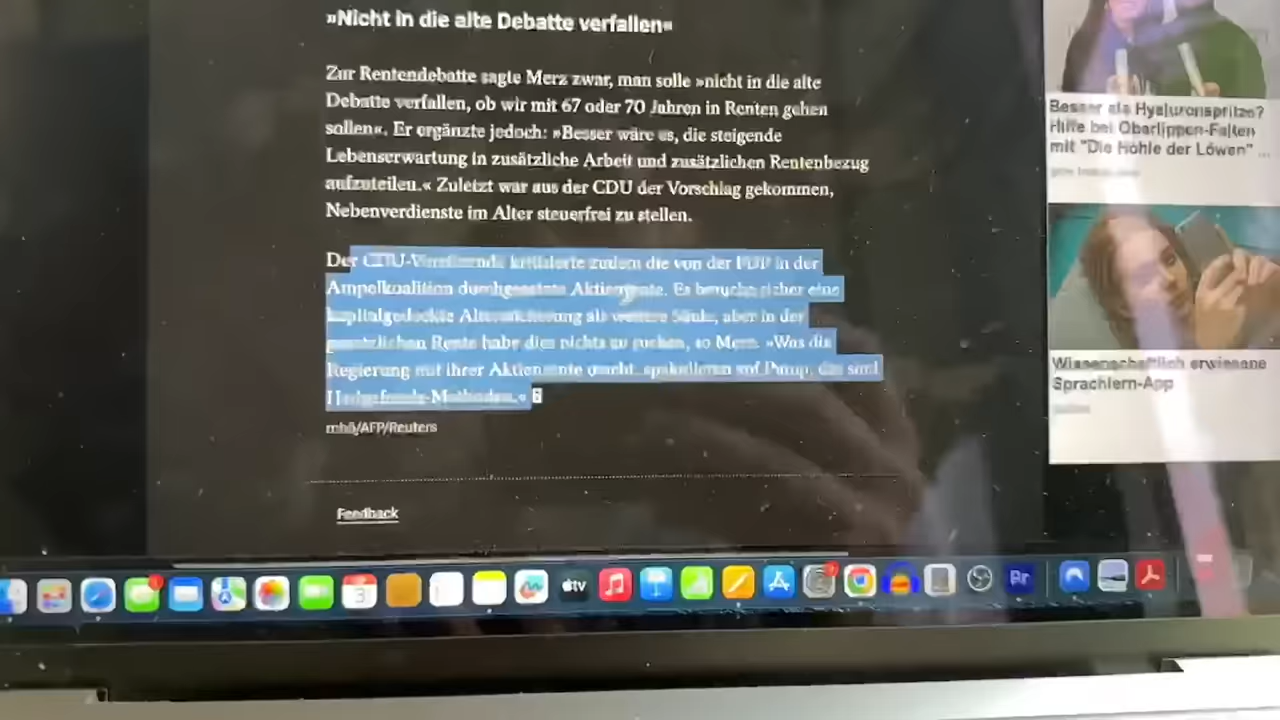 »Nicht in die alte Debatte verfallen«
Zur Rentendebatte sagte Merz zwar, man solle »nicht in die alte
Debatte verfallen, ob wir mit 67 oder 70 Jahren in Renten gehen
sollen«. Er ergänzte jedoch: »Besser wäre es, die steigende
Lebenserwartung in zusätzliche Arbeit und zusätzlichen Rentenbezug
aufzuteilen.« Zuletzt war aus der CDU der Vorschlag gekommen,
Nebenverdienste im Alter steuerfrei zu stellen.
Der CDU-Vorsitzende kritisierte zudem die von der FDP in der
Ampelkoalition durchgesetzte Aktienrente. Es brauche sicher eine
kapitalgedeckte Alterssicherung als weitere Säule, aber in der
gesetzlichen Rente habe dies nichts zu suchen, so Merz. »Was die
Regierung mit ihrer Aktienrente macht, spekulieren auf Pump, das sind
Hedgefonds-Methoden.«
mhö/AFP/Reuters
Feedback
Besser als Hyaluronspritze?
Hilfe bei Oberlippen-Falten
mit "Die Höhle der Löwen" ...
Wissenschaftlich erwiesene
Sprachlern-App
tv
Pr